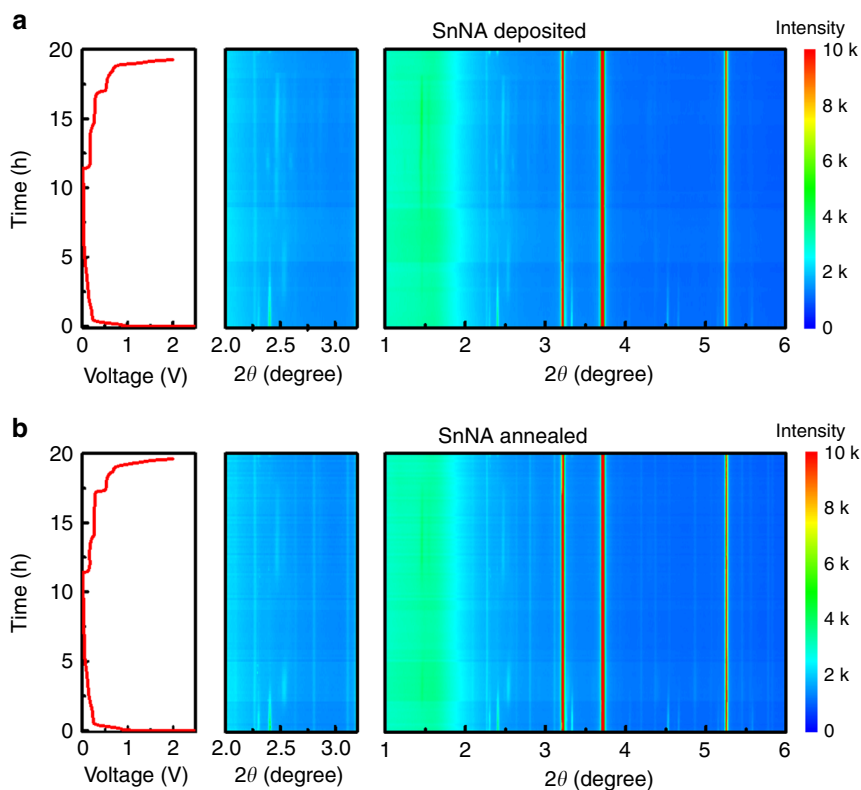 a
SnNA deposited
Intensity
20
15
10
5
0
Time (h)
0 1 2
Voltage (V)
2.0 2.5 3.0
2θ (degree)
1 2 3 4 5 6
2θ (degree)
10 k
8 k
6 k
4 k
2 k
0
b
SnNA annealed
Intensity
20
15
10
5
0
Time (h)
0 1 2
Voltage (V)
2.0 2.5 3.0
2θ (degree)
1 2 3 4 5 6
2θ (degree)
10 k
8 k
6 k
4 k
2 k
0